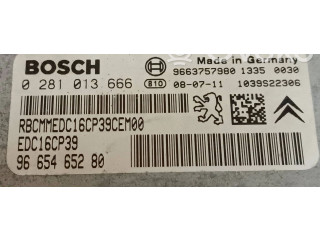 Made in Germany
BOSCH 9663757980 1335 0030
0 281 013 666 B10 08-07-11 1039S22306
RBCMMEDC16CP39CEM00
EDC16CP39
96 654 652 80